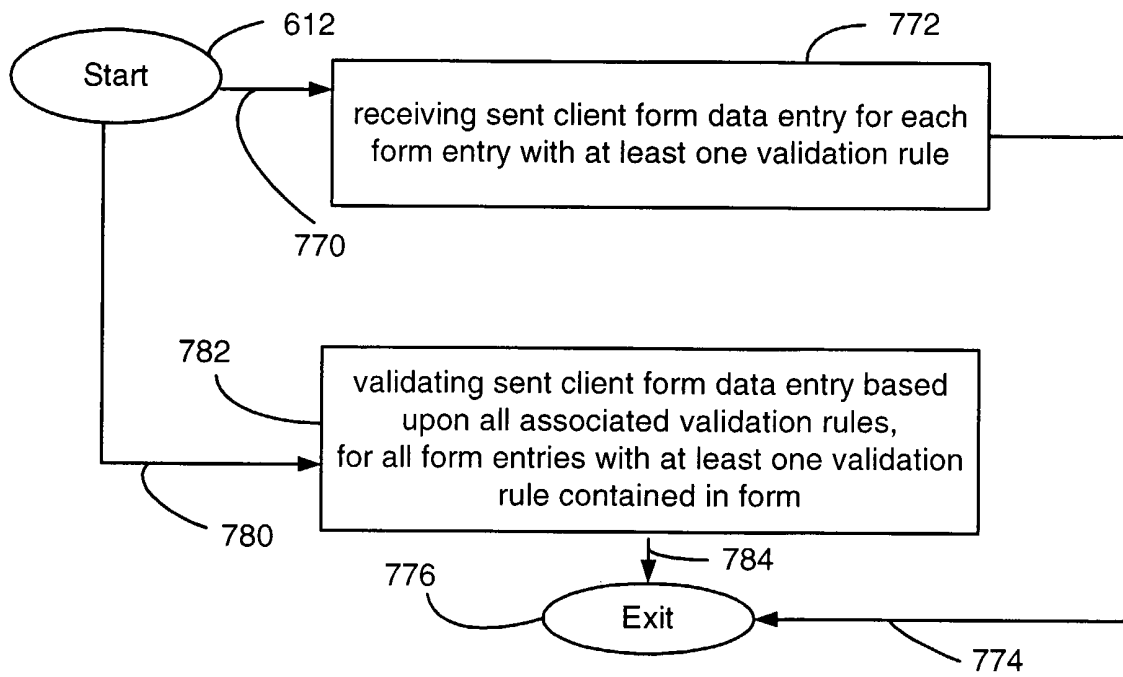 612
772
Start
receiving sent client form data entry for each
form entry with at least one validation rule
770
782
validating sent client form data entry based
upon all associated validation rules,
for all form entries with at least one validation
rule contained in form
780
784
776
Exit
774